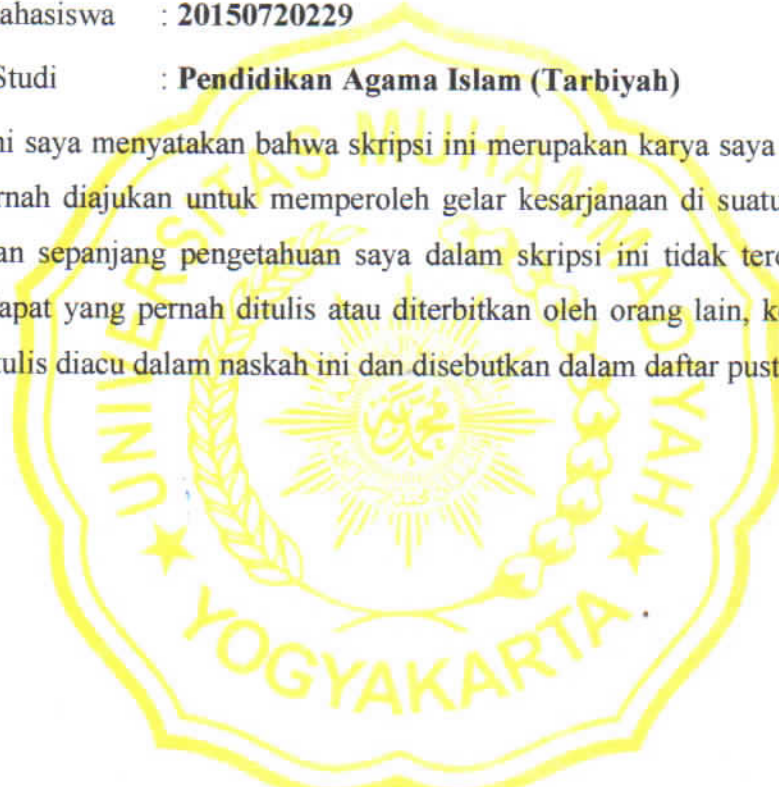 ahasiswa : 20150720229
Studi : Pendidikan Agama Islam (Tarbiyah)
ni saya menyatakan bahwa skripsi ini merupakan karya saya
rnah diajukan untuk memperoleh gelar kesarjanaan di suatu
an sepanjang pengetahuan saya dalam skripsi ini tidak ter
apat yang pernah ditulis atau diterbitkan oleh orang lain, k
tulis diacu dalam naskah ini dan disebutkan dalam daftar pust
UNIVERSITAS MUHAMMADIYAH
YOGYAKARTA